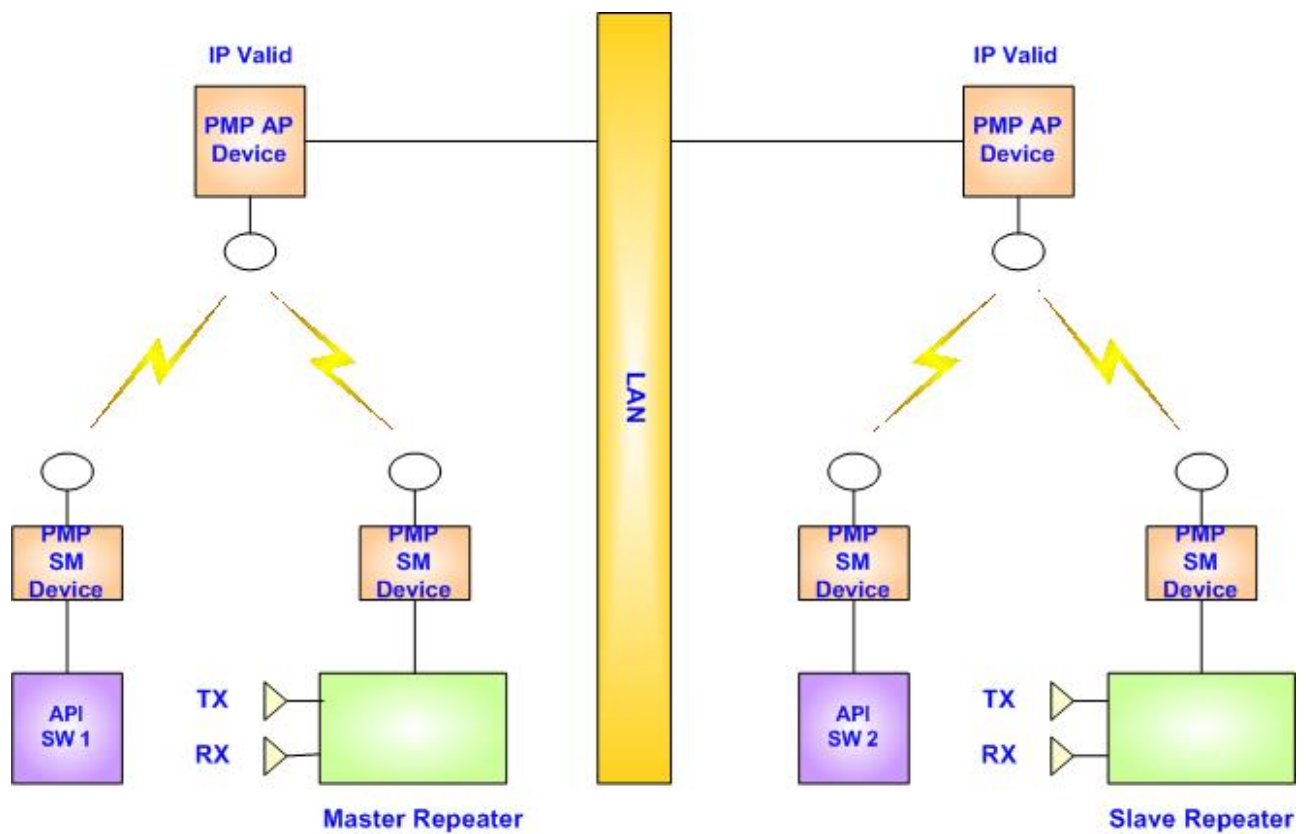 IP Valid
IP Valid
PMP AP
Device
PMP AP
Device
LAN
PMP
SM
Device
PMP
SM
Device
PMP
SM
Device
PMP
SM
Device
API
SW 1
TX
RX
API
SW 2
TX
RX
Master Repeater
Slave Repeater